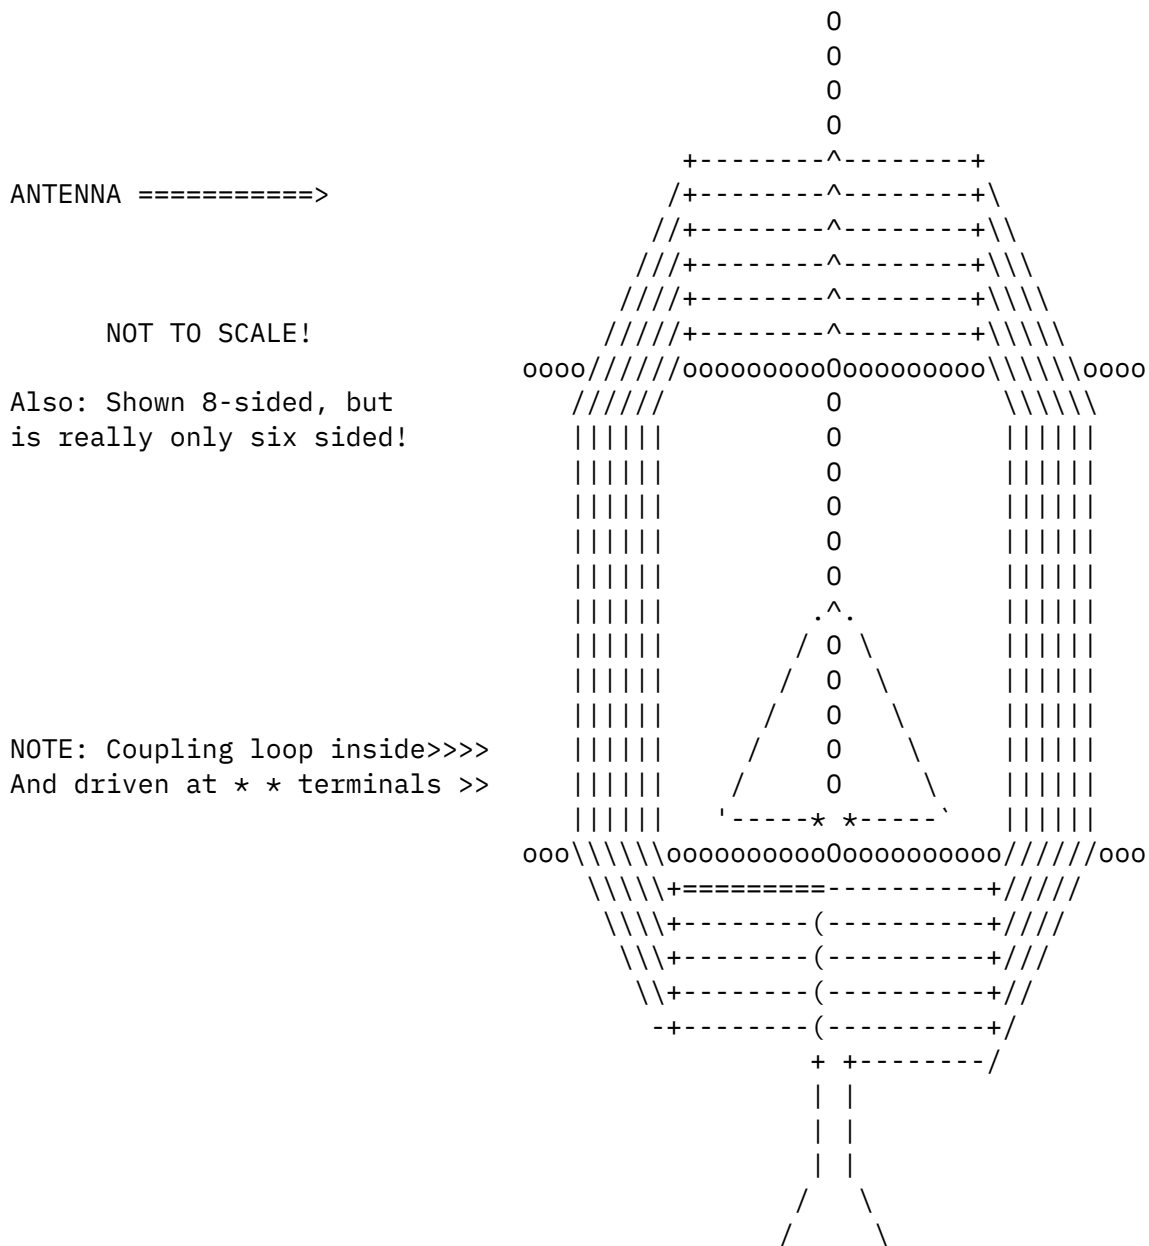 ANTENNA ===========>
NOT TO SCALE!
Also: Shown 8-sided, but
is really only six sided!
NOTE: Coupling loop inside>>>>
And driven at * * terminals >>